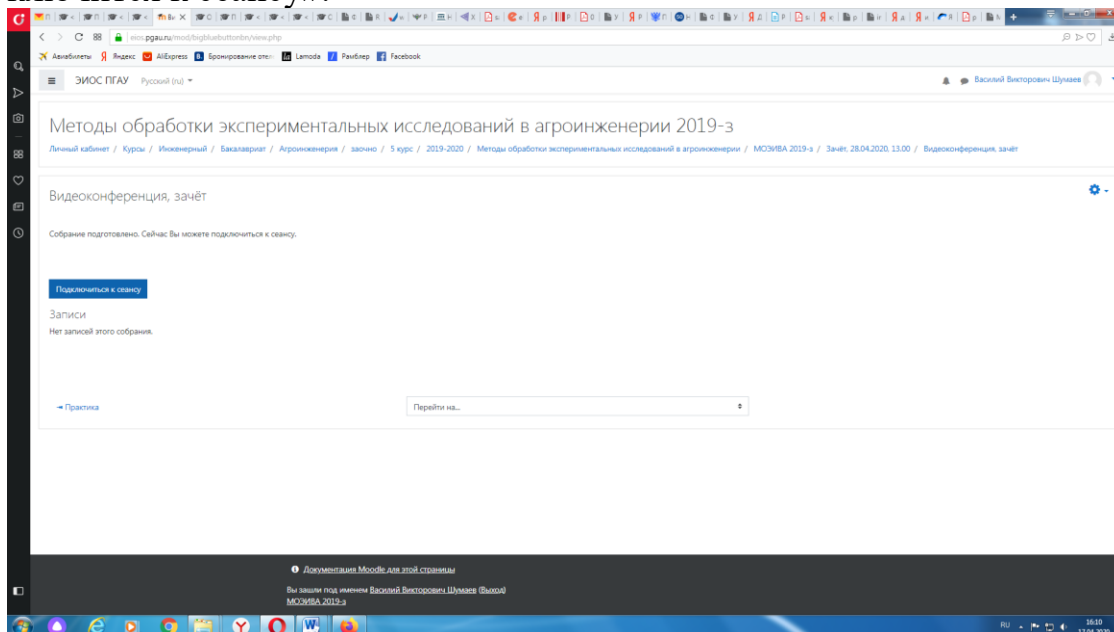 eios.pgau.ru/mod/bigbluebuttonbn/view.php
Авиабилеты Яндекс AliExpress Бронирование отел Lamoda Рамблер Facebook
ЭИОС ПГАУ Русский (ru) Василий Викторович Шумаев
Методы обработки экспериментальных исследований в агроинженерии 2019-з
Личный кабинет / Курсы / Инженерный / Бакалавриат / Агроинженерия / заочно / 5 курс / 2019-2020 / Методы обработки экспериментальных исследований в агроинженерии / МОЭИВА 2019-з / Зачёт, 28.04.2020, 13.00 / Видеоконференция, зачёт
Видеоконференция, зачёт
Собрание подготовлено. Сейчас Вы можете подключиться к сеансу.
Подключиться к сеансу
Записи
Нет записей этого собрания.
◄ Практика Перейти на...
Документация Moodle для этой страницы
Вы зашли под именем Василий Викторович Шумаев (Выход)
МОЭИВА 2019-з
RU 16:10
17.04.2020